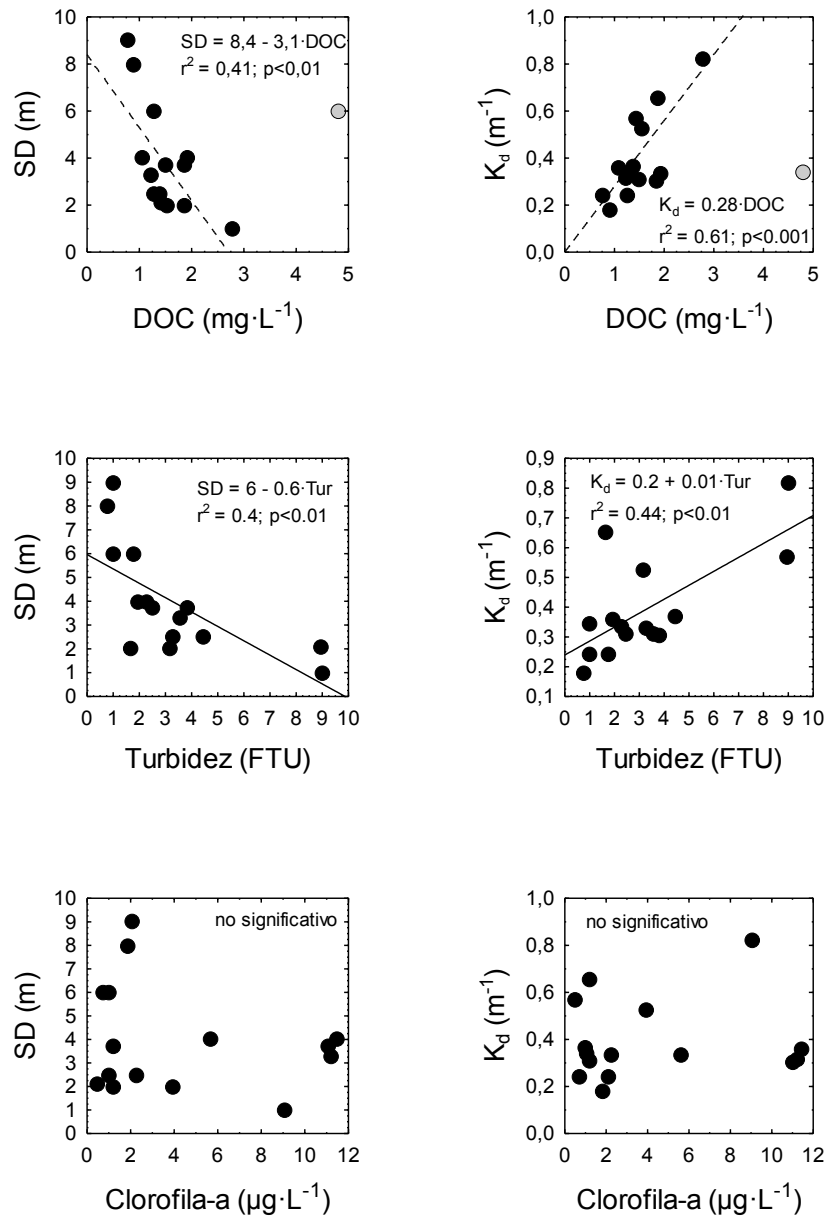 10
9
8
7
6
5
4
3
2
1
0
SD (m)
SD = 8,4 - 3,1·DOC
r² = 0,41; p<0,01
0 1 2 3 4 5
DOC (mg·L⁻¹)
1,0
0,8
0,6
0,4
0,2
0,0
K_d (m⁻¹)
K_d = 0.28·DOC
r² = 0.61; p<0.001
0 1 2 3 4 5
DOC (mg·L⁻¹)
10
9
8
7
6
5
4
3
2
1
0
SD (m)
SD = 6 - 0.6·Tur
r² = 0.4; p<0.01
0 1 2 3 4 5 6 7 8 9 10
Turbidez (FTU)
0,9
0,8
0,7
0,6
0,5
0,4
0,3
0,2
0,1
K_d (m⁻¹)
K_d = 0.2 + 0.01·Tur
r² = 0.44; p<0.01
0 1 2 3 4 5 6 7 8 9 10
Turbidez (FTU)
10
9
8
7
6
5
4
3
2
1
0
SD (m)
no significativo
0 2 4 6 8 10 12
Clorofila-a (µg·L⁻¹)
1,0
0,8
0,6
0,4
0,2
0,0
K_d (m⁻¹)
no significativo
0 2 4 6 8 10 12
Clorofila-a (µg·L⁻¹)